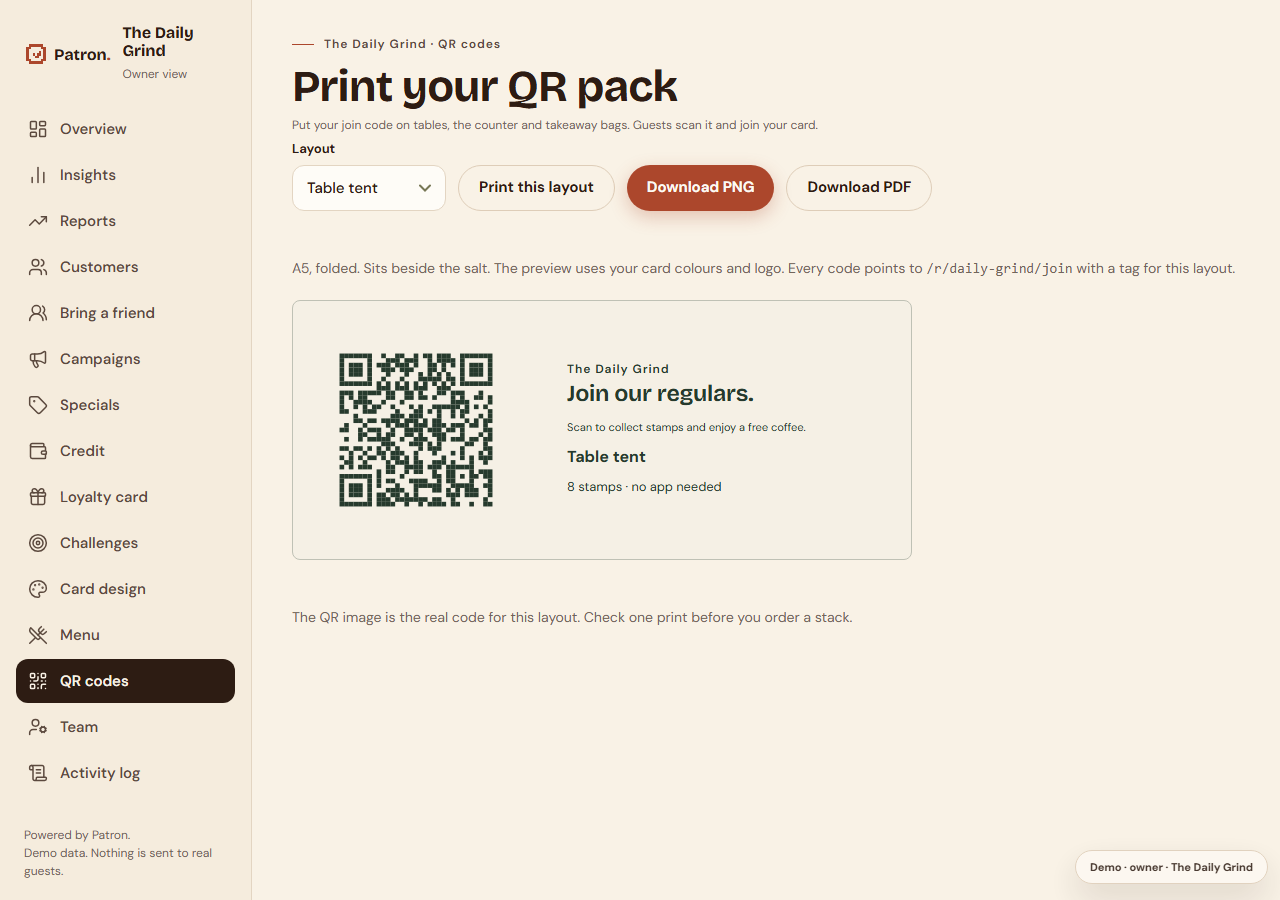 Patron.
The Daily
Grind
Owner view
Overview
Insights
Reports
Customers
Bring a friend
Campaigns
Specials
Credit
Loyalty card
Challenges
Card design
Menu
QR codes
Team
Activity log
Powered by Patron.
Demo data. Nothing is sent to real
guests.
The Daily Grind · QR codes
Print your QR pack
Put your join code on tables, the counter and takeaway bags. Guests scan it and join your card.
Layout
Table tent
Print this layout
Download PNG
Download PDF
A5, folded. Sits beside the salt. The preview uses your card colours and logo. Every code points to /r/daily-grind/join with a tag for this layout.
The Daily Grind
Join our regulars.
Scan to collect stamps and enjoy a free coffee.
Table tent
8 stamps · no app needed
The QR image is the real code for this layout. Check one print before you order a stack.
Demo · owner · The Daily Grind